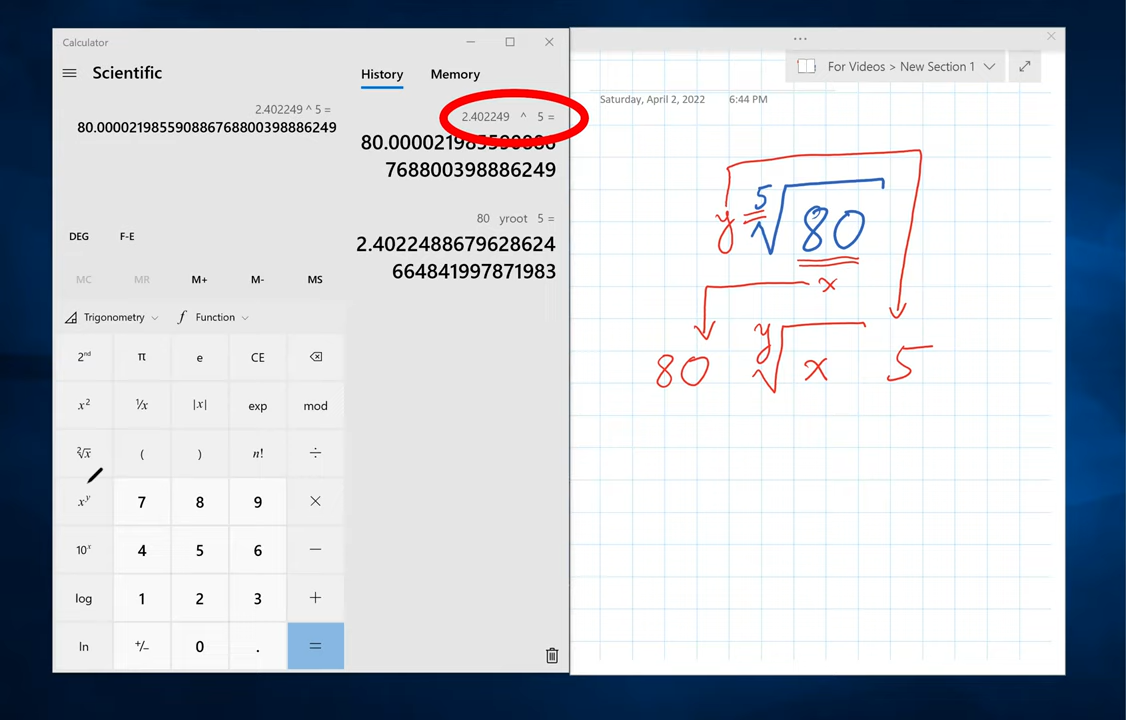 Calculator
Scientific
2.402249 ^ 5 =
80.000021985590886768800398886249
DEG F-E
MC MR M+ M- MS
Trigonometry Function
2nd π e CE
x² ¹/x |x| exp mod
²√x ( ) n! ÷
xʸ 7 8 9 ×
10ˣ 4 5 6 −
log 1 2 3 +
ln +/− 0 . =
History Memory
2.402249 ^ 5 =
80.000021985590886
768800398886249
80 yroot 5 =
2.4022488679628624
664841997871983
For Videos > New Section 1
Saturday, April 2, 2022 6:44 PM
y = ⁵√80
x
80 ʸ√x 5